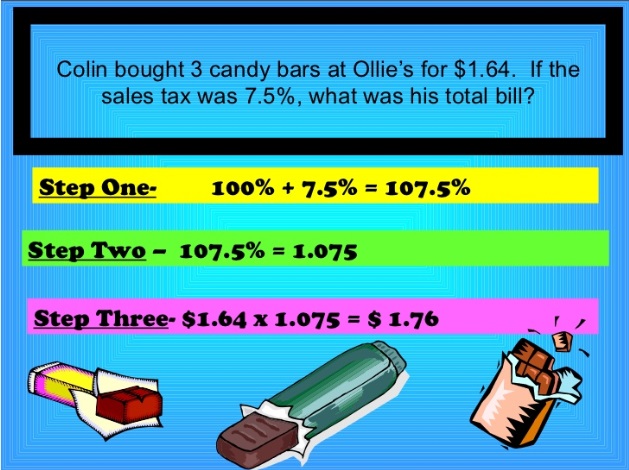 Colin bought 3 candy bars at Ollie’s for $1.64.  If the
sales tax was 7.5%, what was his total bill?
Step One- 100% + 7.5% = 107.5%
Step Two – 107.5% = 1.075
Step Three- $1.64 x 1.075 = $ 1.76